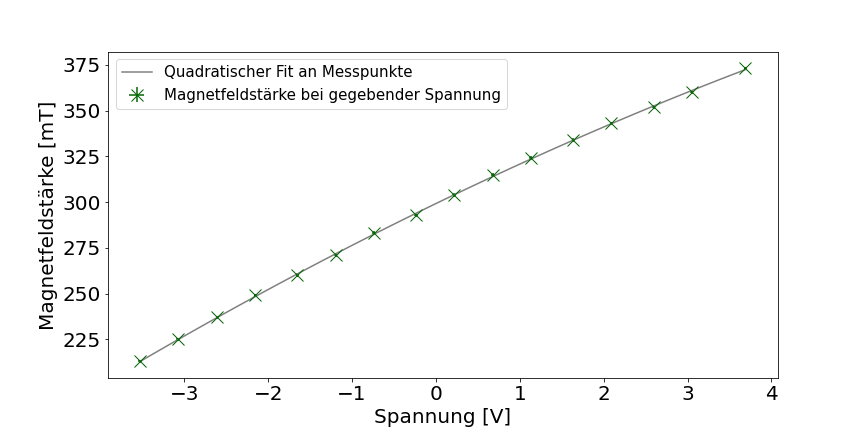 Quadratischer Fit an Messpunkte
Magnetfeldstärke bei gegebender Spannung
Magnetfeldstärke [mT]
375
350
325
300
275
250
225
−3 −2 −1 0 1 2 3 4
Spannung [V]